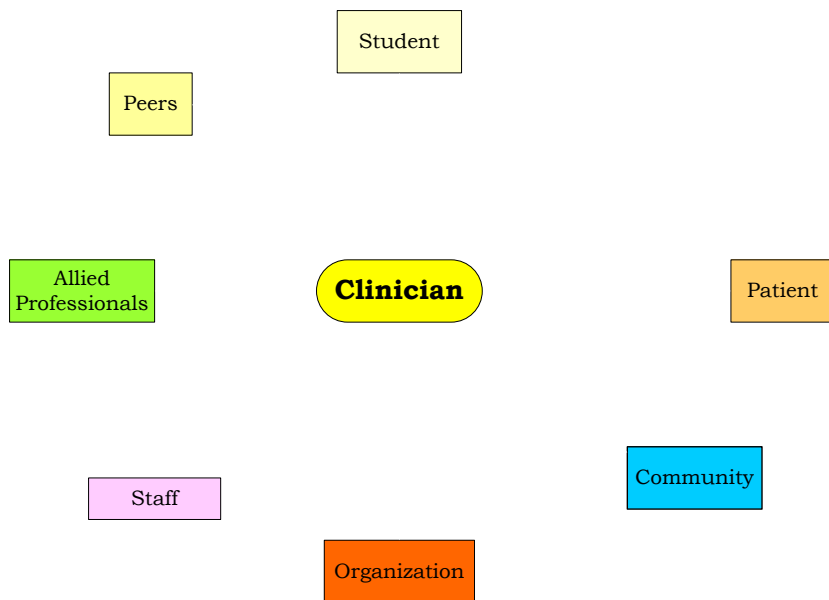 Student
Peers
Allied
Professionals
Clinician
Patient
Community
Staff
Organization